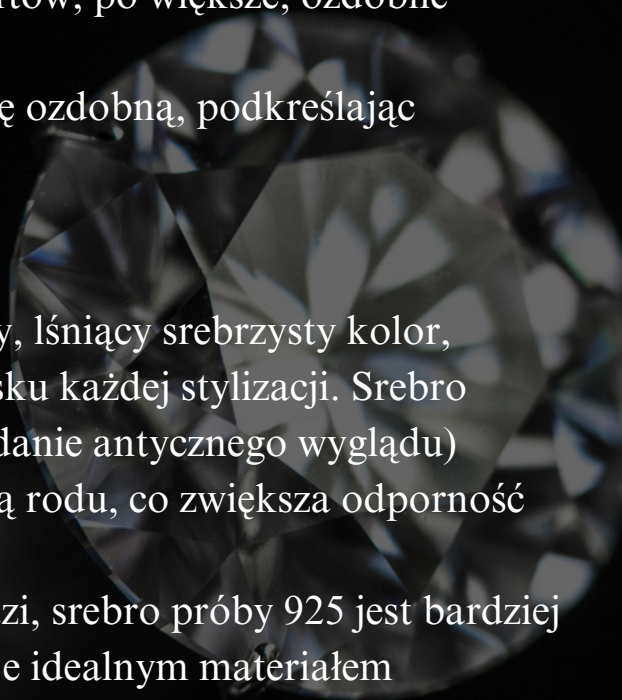 rtów, po większe, ozdobne
ę ozdobną, podkreślając
y, lśniący srebrzysty kolor,
sku każdej stylizacji. Srebro
danie antycznego wyglądu)
ą rodu, co zwiększa odporność
zi, srebro próby 925 jest bardziej
e idealnym materiałem